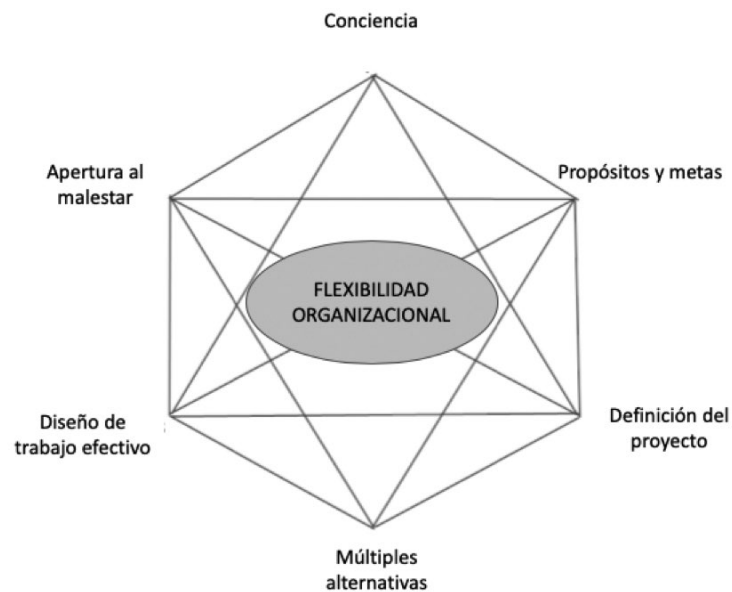 Conciencia
Apertura al
malestar
Propósitos y metas
FLEXIBILIDAD
ORGANIZACIONAL
Diseño de
trabajo efectivo
Definición del
proyecto
Múltiples
alternativas